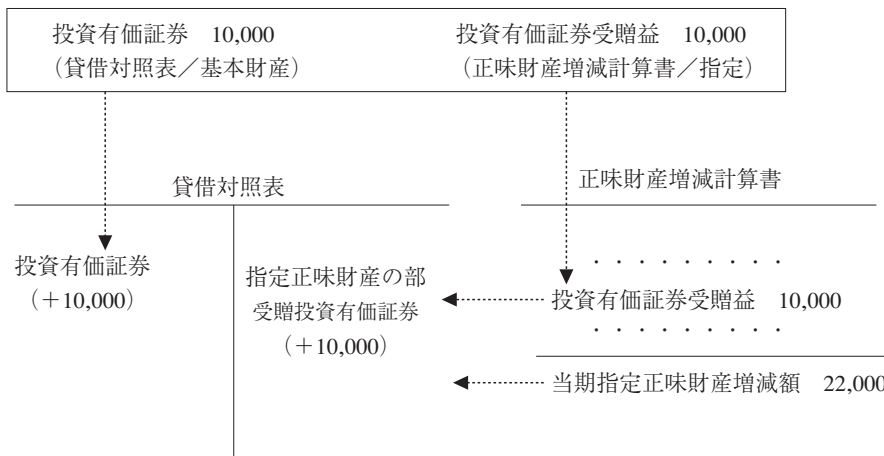 投資有価証券　10,000　　投資有価証券受贈益　10,000
（貸借対照表／基本財産）　　（正味財産増減計算書／指定）
貸借対照表　　正味財産増減計算書
投資有価証券
（＋10,000）
指定正味財産の部
受贈投資有価証券
（＋10,000）
・・・・・・・・・
投資有価証券受贈益　10,000
・・・・・・・・・
当期指定正味財産増減額　22,000